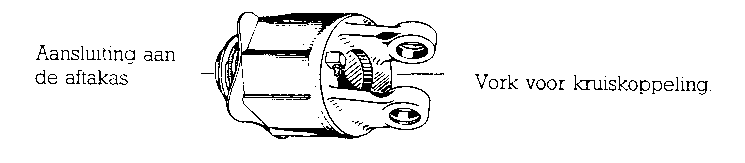 Aansluiting aan
de aftakas
Vork voor kruiskoppeling.